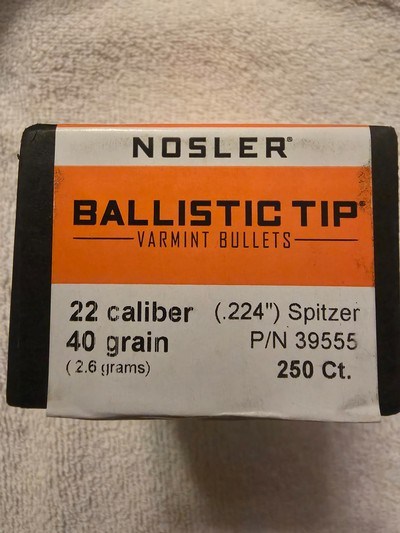 NOSLER®
BALLISTIC TIP®
VARMINT BULLETS
22 caliber (.224") Spitzer
40 grain P/N 39555
(2.6 grams) 250 Ct.